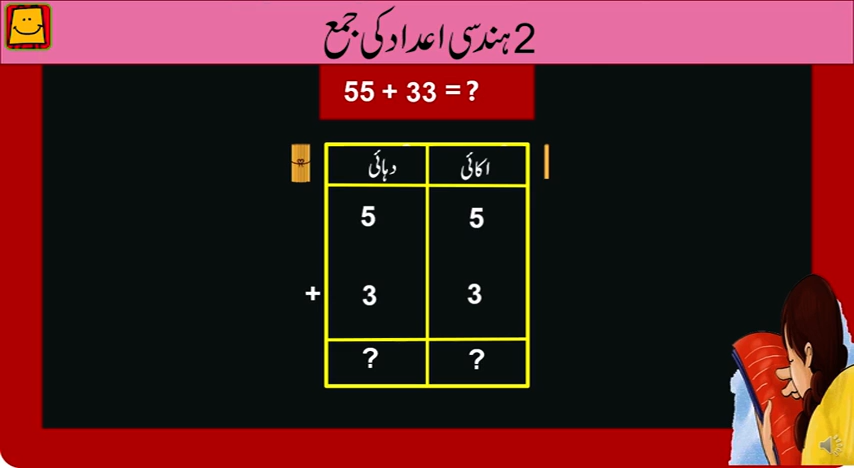 2 ہندسی اعداد کی جمع
55 + 33 = ?
دہائی اکائی
5 5
+ 3 3
? ?